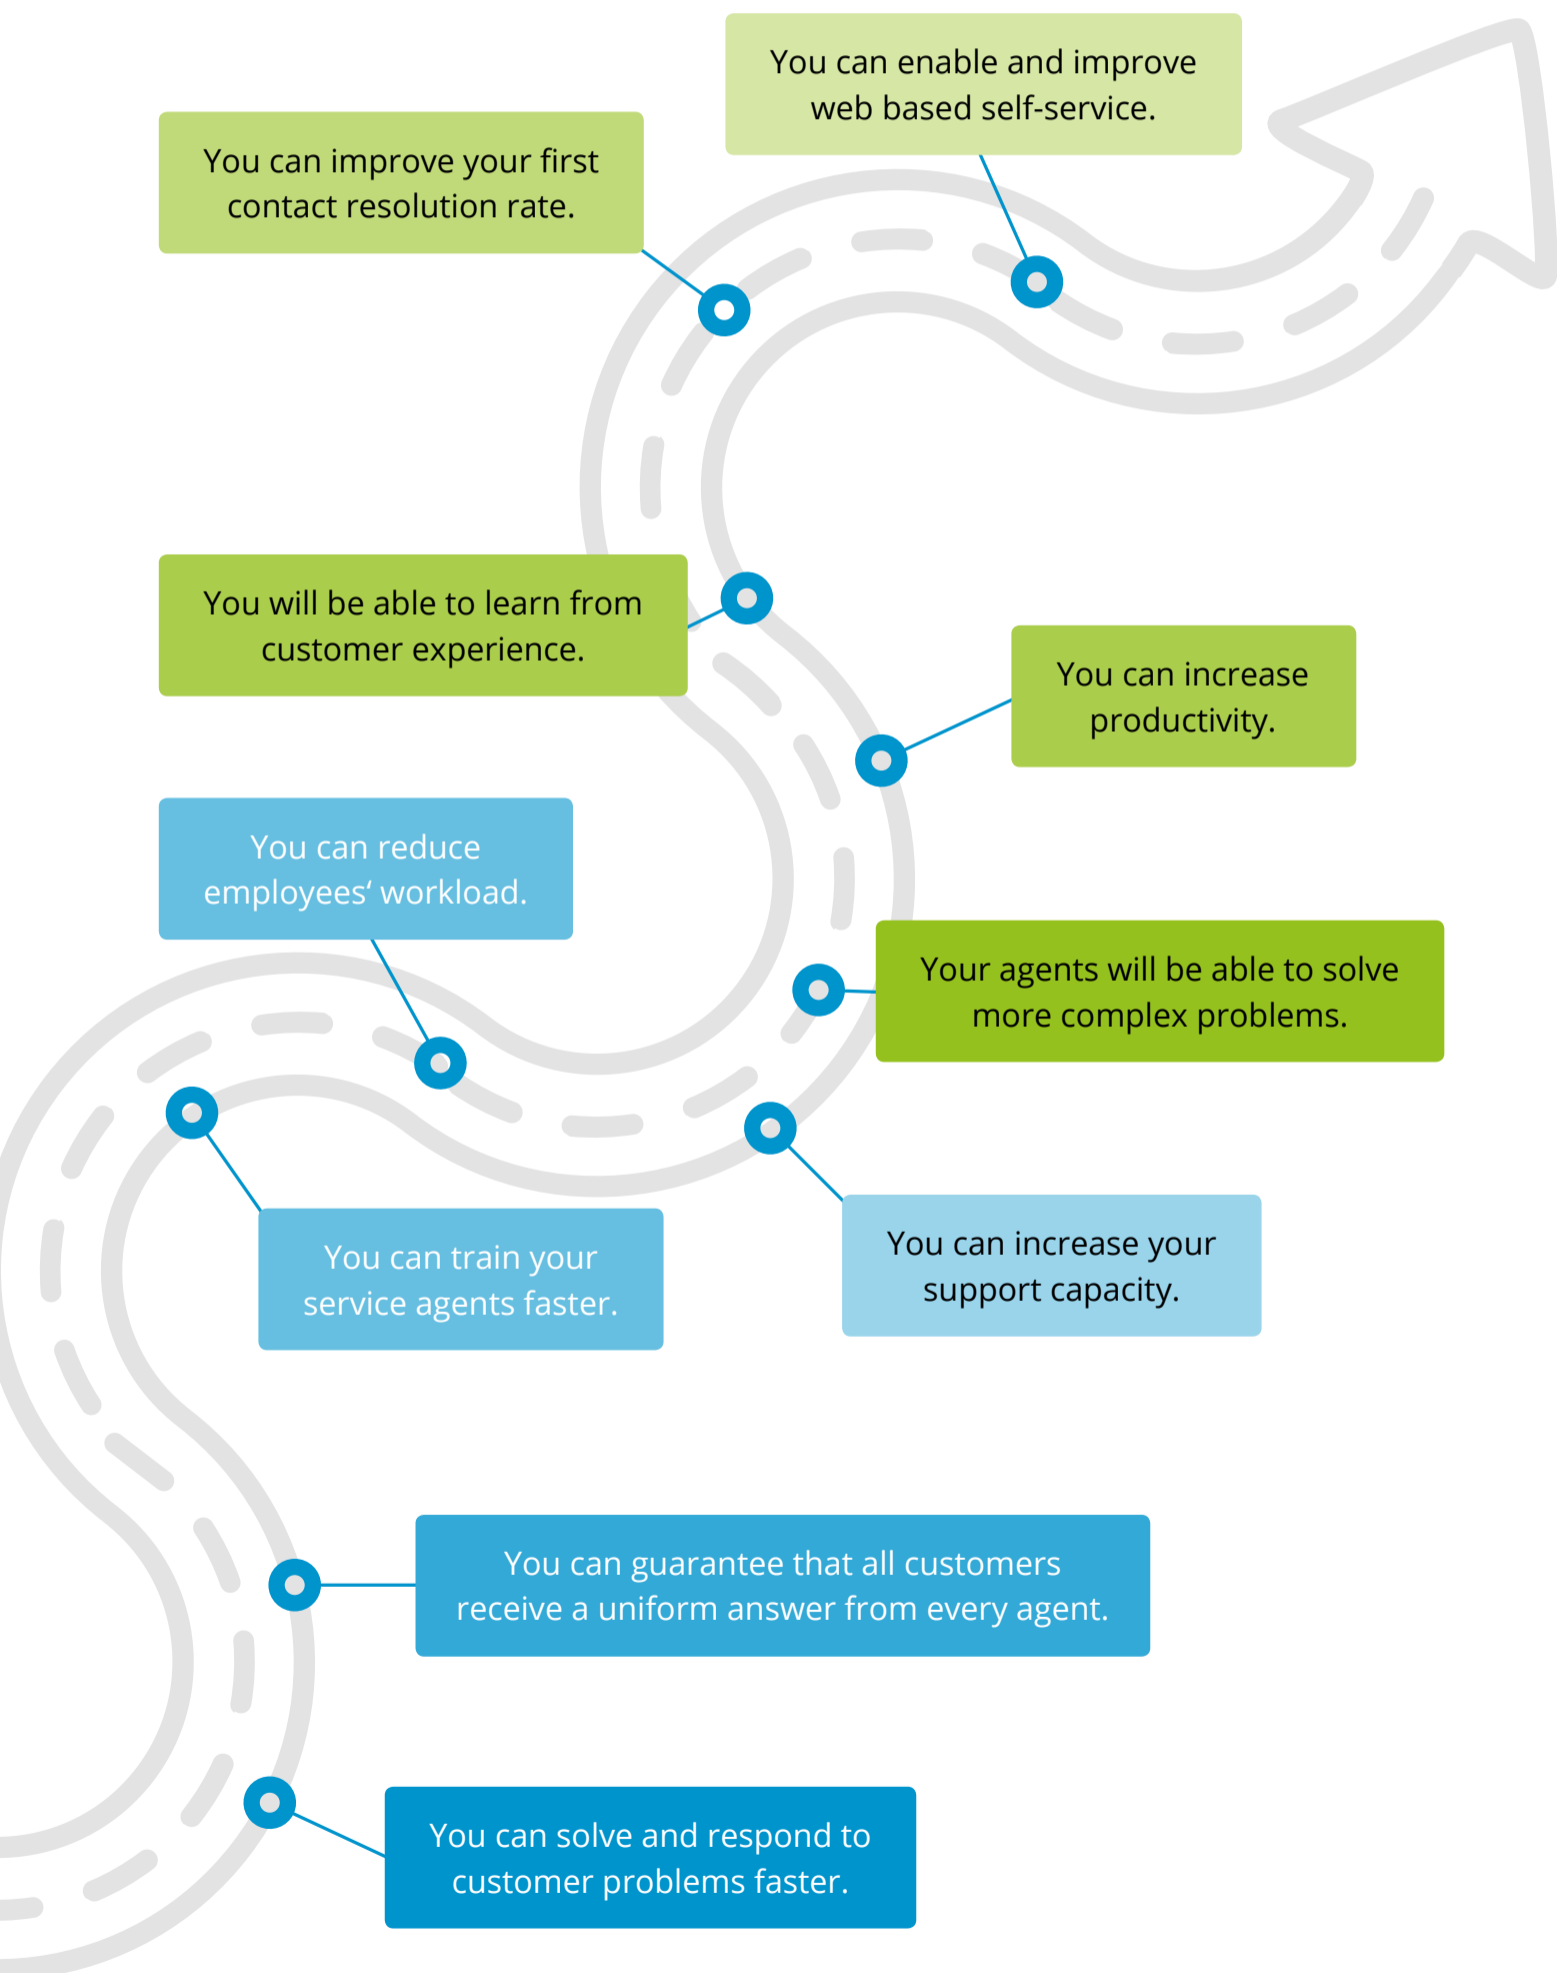 You can enable and improve
web based self-service.
You can improve your first
contact resolution rate.
You will be able to learn from
customer experience.
You can increase
productivity.
You can reduce
employees‘ workload.
Your agents will be able to solve
more complex problems.
You can train your
service agents faster.
You can increase your
support capacity.
You can guarantee that all customers
receive a uniform answer from every agent.
You can solve and respond to
customer problems faster.